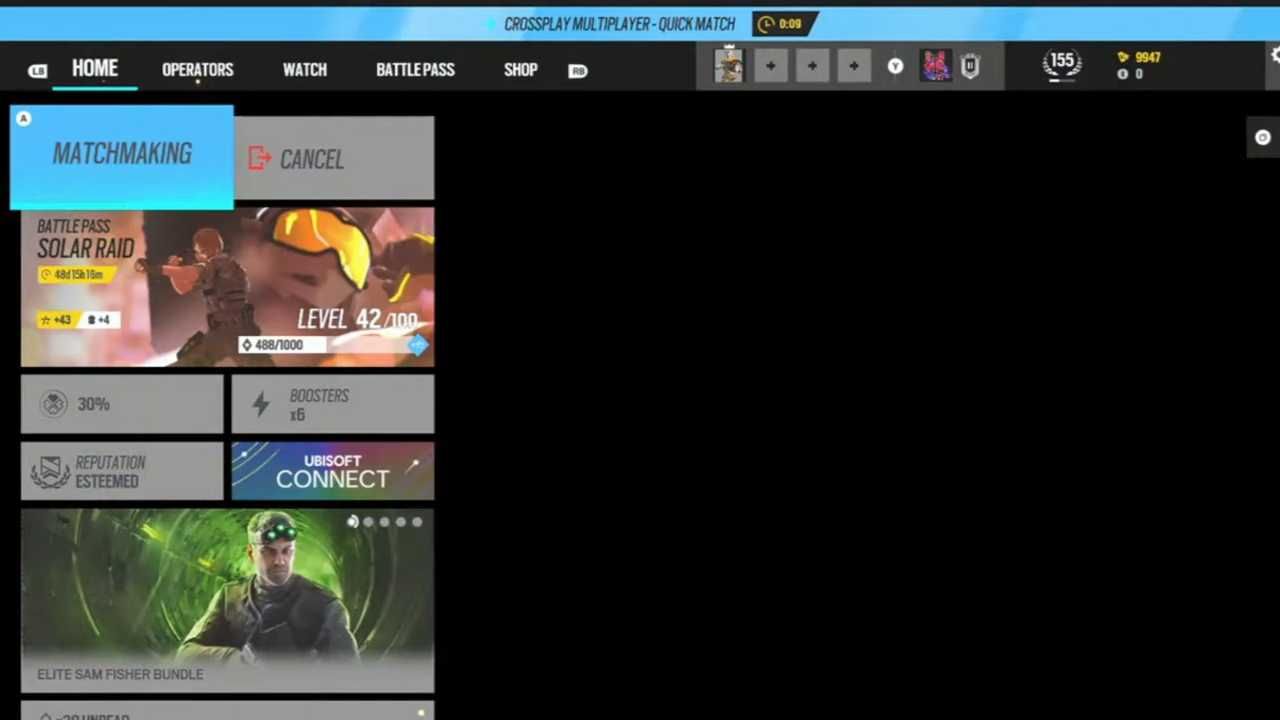 CROSSPLAY MULTIPLAYER - QUICK MATCH 0:09
LB HOME OPERATORS WATCH BATTLE PASS SHOP RB
Y
155
9947
0
A
MATCHMAKING
CANCEL
BATTLE PASS
SOLAR RAID
48d 15h 16m
+43 +4
LEVEL 42/100
488/1000
30%
BOOSTERS
x6
REPUTATION
ESTEEMED
UBISOFT
CONNECT
ELITE SAM FISHER BUNDLE